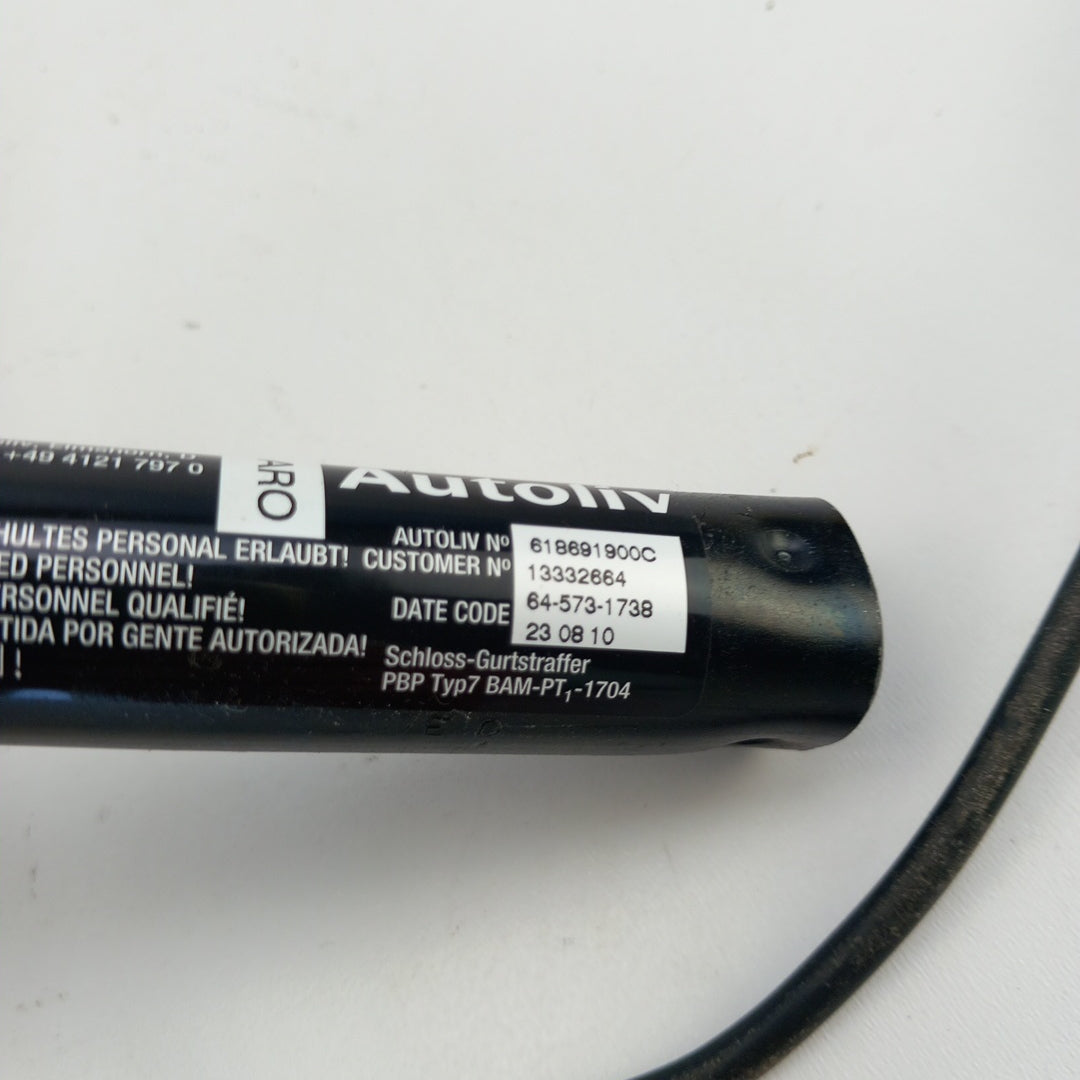 +49 4121 797 0
ARO
Autoliv
HULTES PERSONAL ERLAUBT!
ED PERSONNEL!
RSONNEL QUALIFIÉ!
TIDA POR GENTE AUTORIZADA!
!
AUTOLIV Nº 618691900C
CUSTOMER Nº 13332664
DATE CODE 64-573-1738
23 08 10
Schloss-Gurtstraffer
PBP Typ7 BAM-PT₁-1704